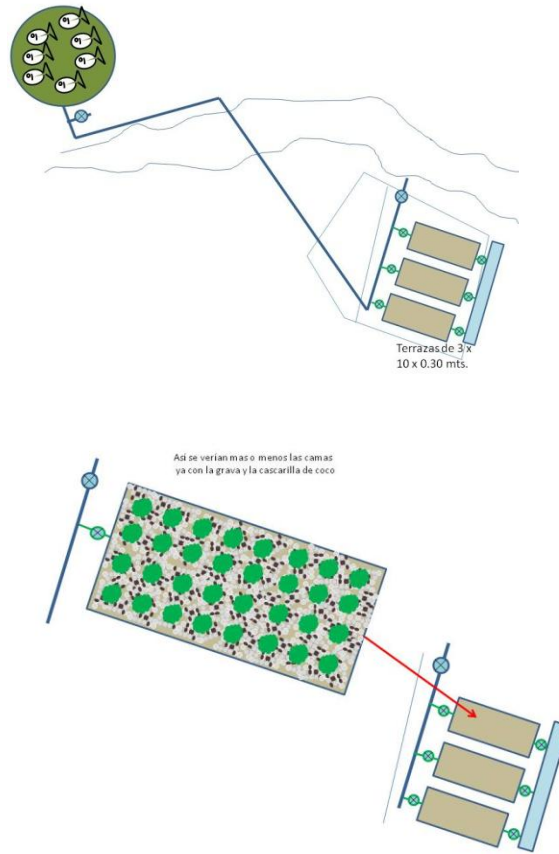 Terrazas de 3 x
10 x 0.30 mts.
Asi se verían mas o menos las camas
ya con la grava y la cascarilla de coco